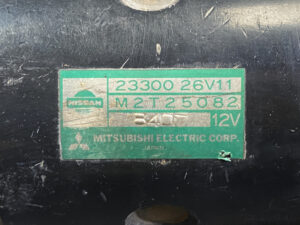 NISSAN
23300 26V11
M2T25082
12V
MITSUBISHI ELECTRIC CORP.
JAPAN